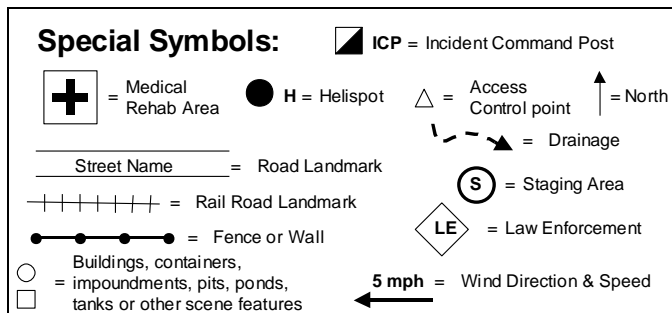 Special Symbols:
ICP = Incident Command Post
= Medical
Rehab Area
H = Helispot
= Access
Control point
= North
= Drainage
Street Name = Road Landmark
S = Staging Area
= Rail Road Landmark
LE = Law Enforcement
= Fence or Wall
Buildings, containers,
= impoundments, pits, ponds,
tanks or other scene features
5 mph = Wind Direction & Speed